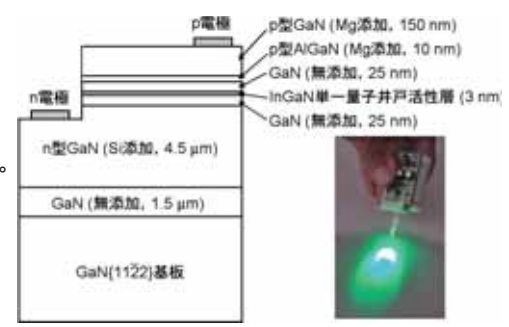 p電極
p型GaN (Mg添加, 150 nm)
p型AlGaN (Mg添加, 10 nm)
GaN (無添加, 25 nm)
InGaN単一量子井戸活性層 (3 nm)
GaN (無添加, 25 nm)
n電極
n型GaN (Si添加, 4.5 μm)
。
GaN (無添加, 1.5 μm)
GaN{112̄2}基板